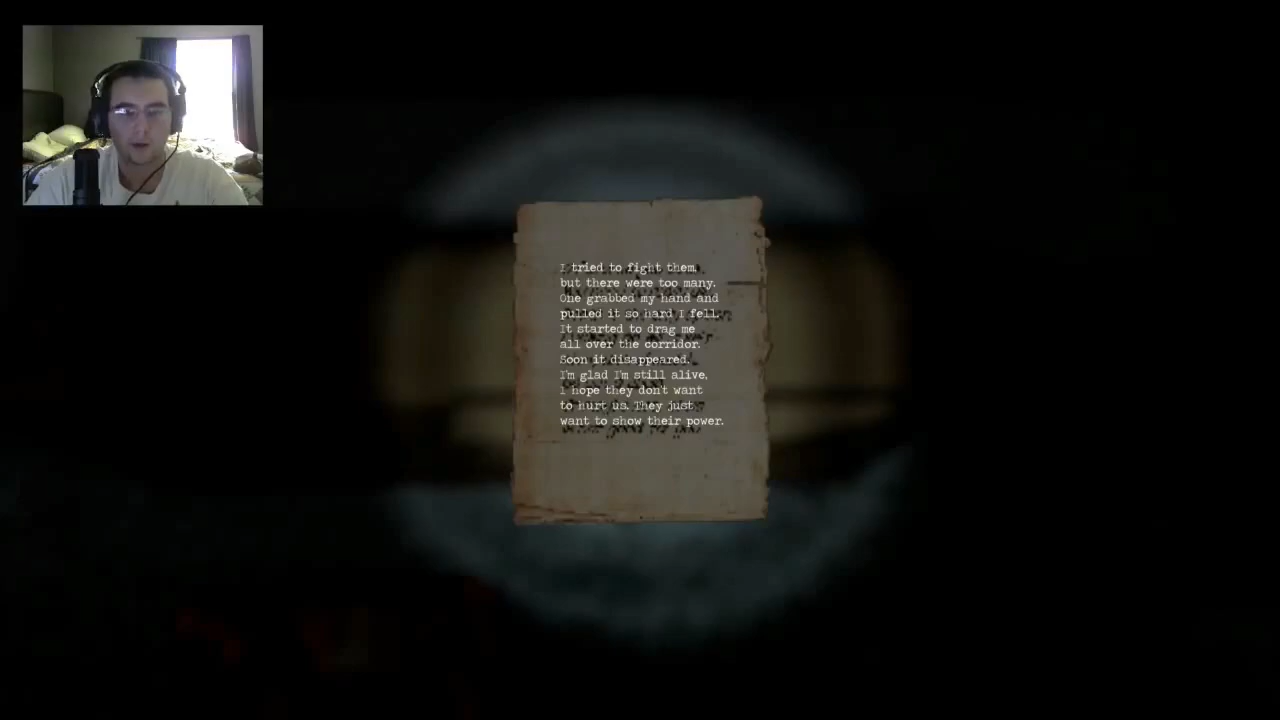 I tried to fight them,
but there were too many.
One grabbed my hand and
pulled it so hard I fell.
It started to drag me
all over the corridor.
Soon it disappeared.
I'm glad I'm still alive.
I hope they don't want
to hurt us. They just
want to show their power.